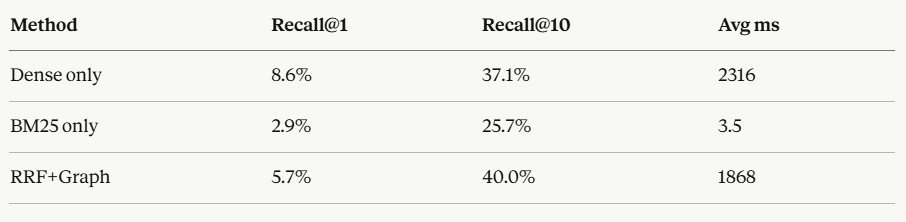 Method Recall@1 Recall@10 Avg ms
Dense only 8.6% 37.1% 2316
BM25 only 2.9% 25.7% 3.5
RRF+Graph 5.7% 40.0% 1868